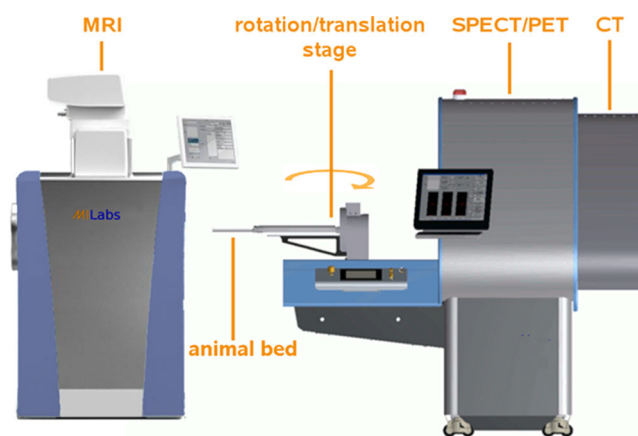 MRI
rotation/translation
stage
SPECT/PET
CT
MILabs
animal bed